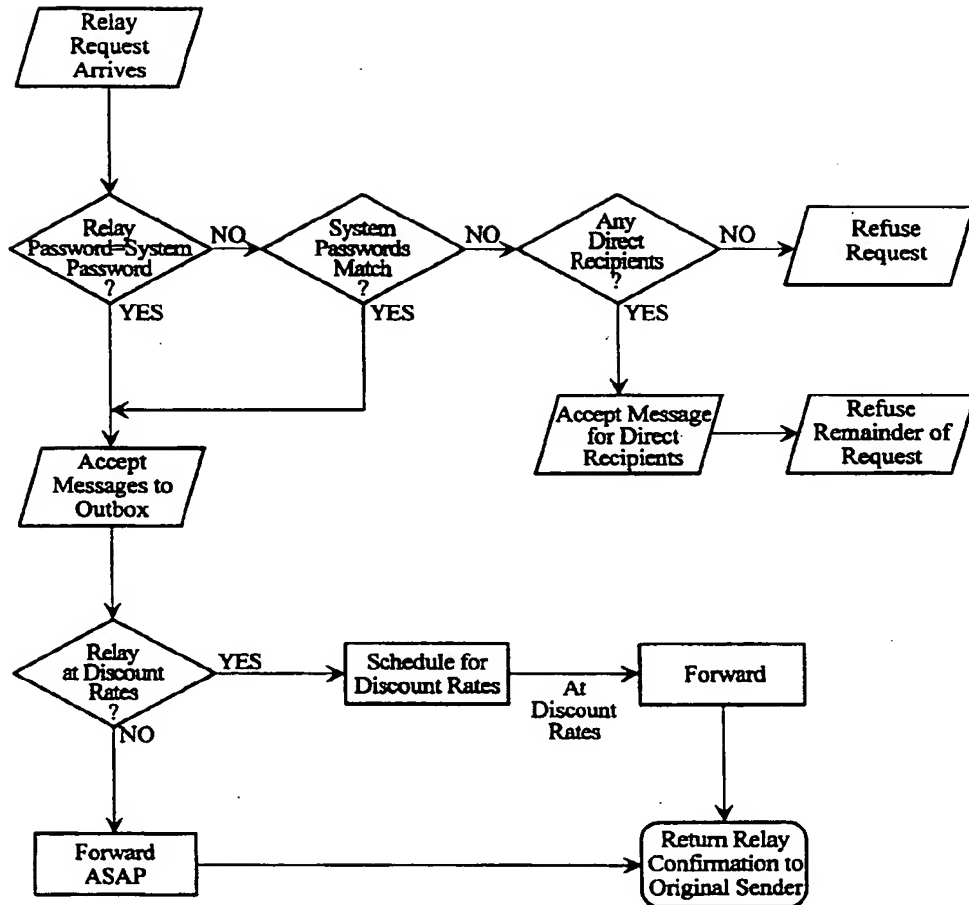 Relay
Request
Arrives
Relay
Password=System
Password
?
NO
YES
System
Passwords
Match
?
NO
YES
Any
Direct
Recipients
?
NO
YES
Refuse
Request
Accept Message
for Direct
Recipients
Refuse
Remainder of
Request
Accept
Messages to
Outbox
Relay
at Discount
Rates
?
YES
NO
Schedule for
Discount Rates
At
Discount
Rates
Forward
Forward
ASAP
Return Relay
Confirmation to
Original Sender